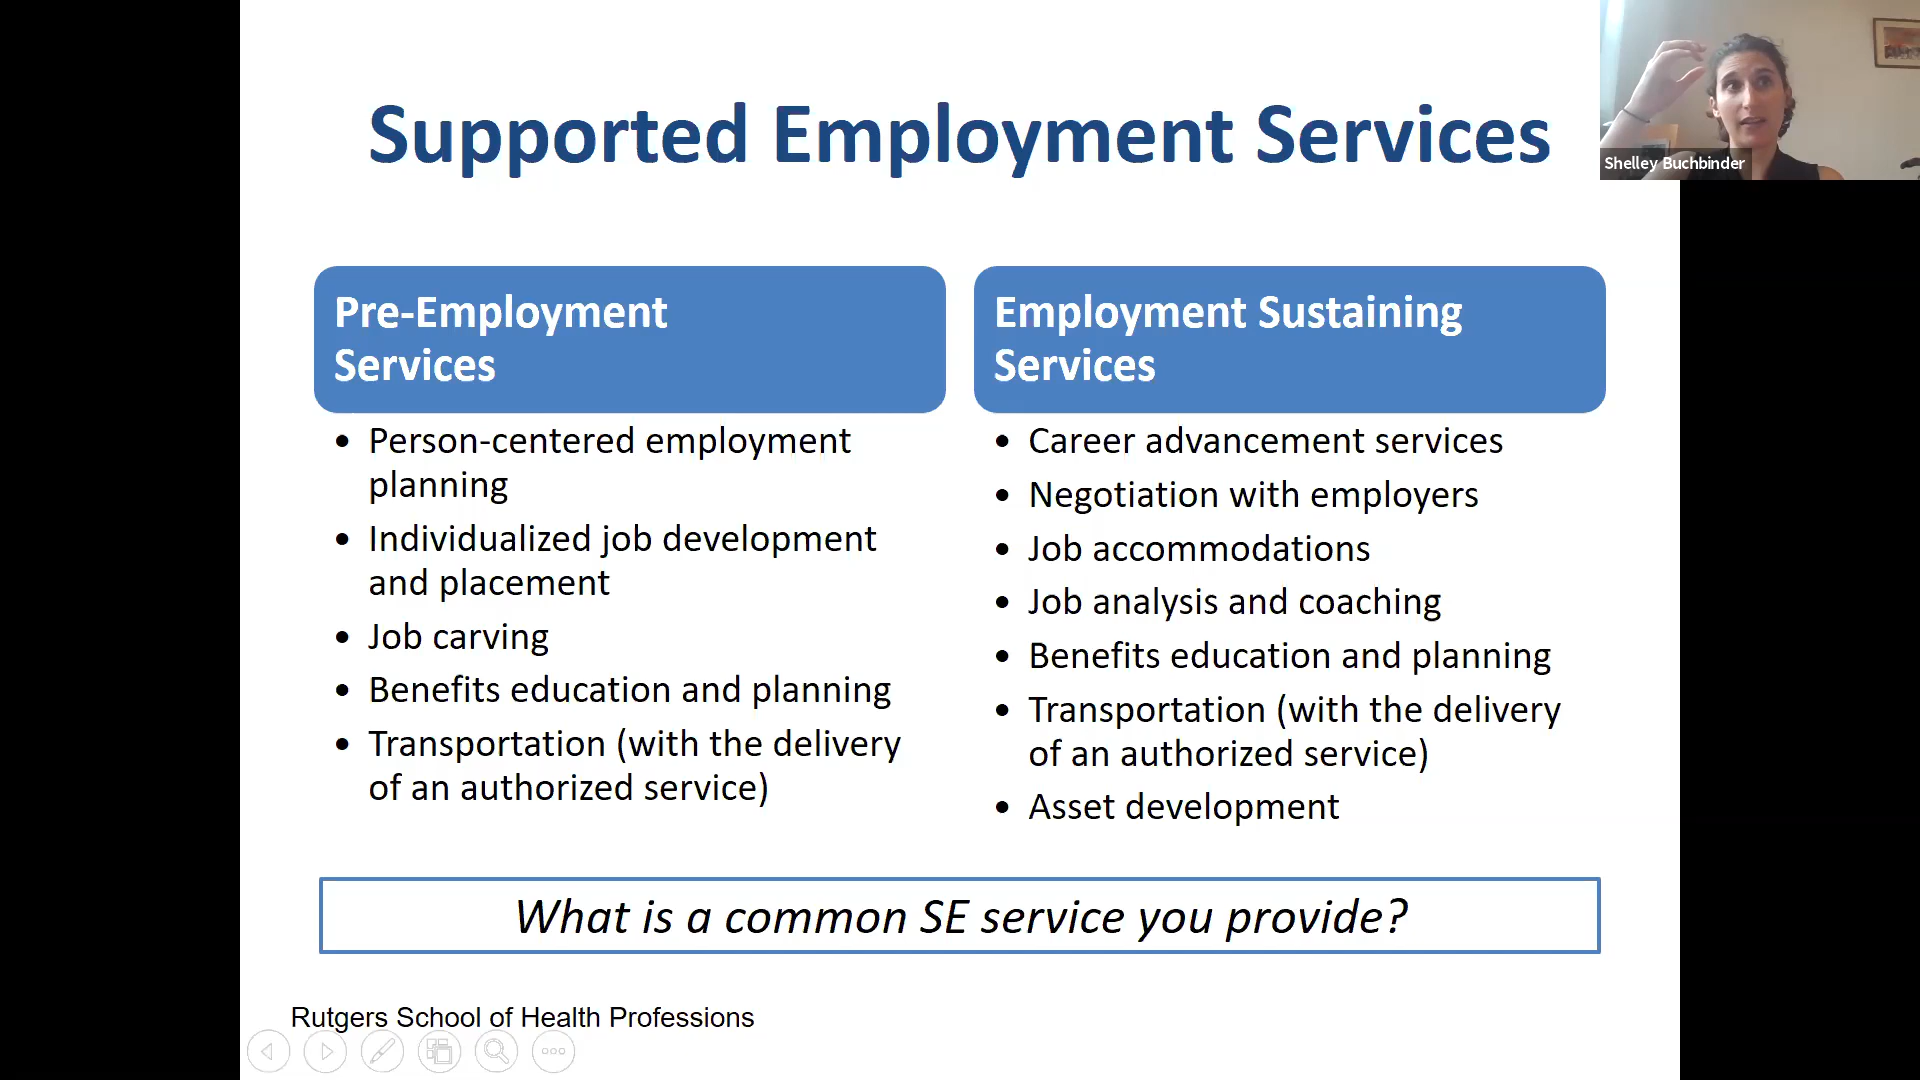 Supported Employment Services
Shelley Buchbinder
Pre-Employment
Services
• Person-centered employment
planning
• Individualized job development
and placement
• Job carving
• Benefits education and planning
• Transportation (with the delivery
of an authorized service)
Employment Sustaining
Services
• Career advancement services
• Negotiation with employers
• Job accommodations
• Job analysis and coaching
• Benefits education and planning
• Transportation (with the delivery
of an authorized service)
• Asset development
What is a common SE service you provide?
Rutgers School of Health Professions